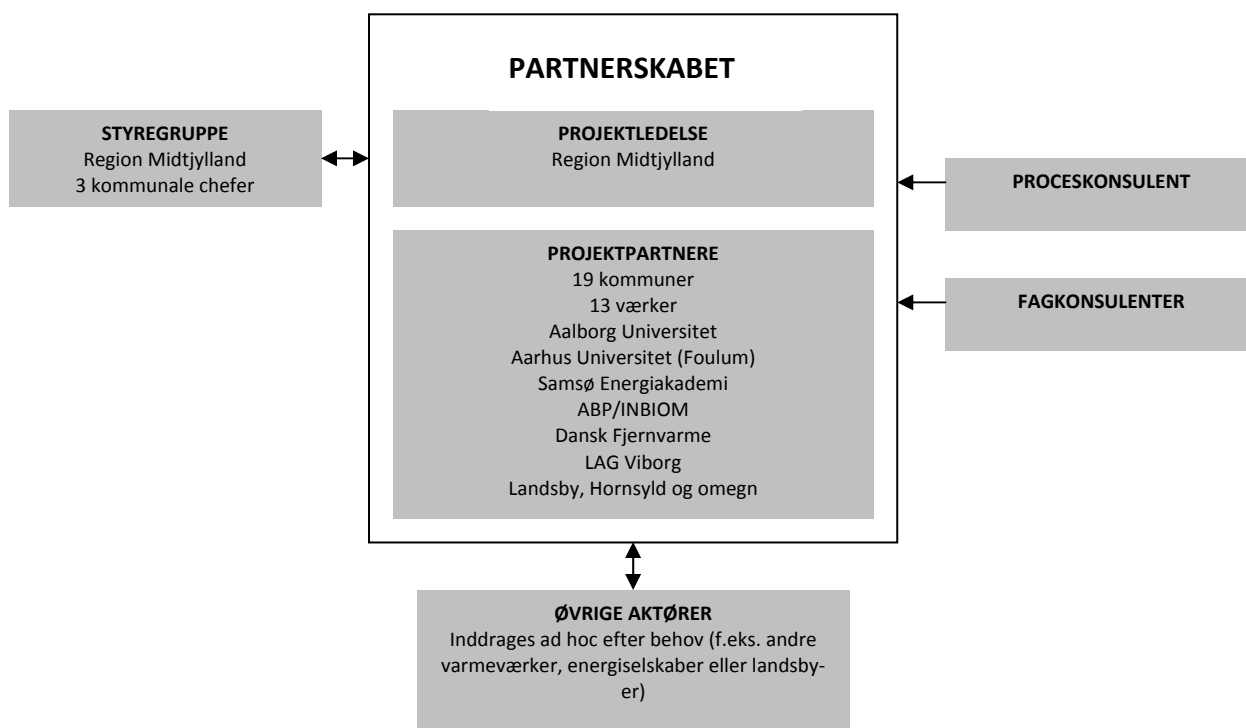 PARTNERSKABET
STYREGRUPPE
Region Midtjylland
3 kommunale chefer
PROJEKTLEDELSE
Region Midtjylland
PROCESKONSULENT
PROJEKTPARTNERE
19 kommuner
13 værker
Aalborg Universitet
Aarhus Universitet (Foulum)
Samsø Energiakademi
ABP/INBIOM
Dansk Fjernvarme
LAG Viborg
Landsby, Hornsyld og omegn
FAGKONSULENTER
ØVRIGE AKTØRER
Inddrages ad hoc efter behov (f.eks. andre
varmeværker, energiselskaber eller landsby-
er)